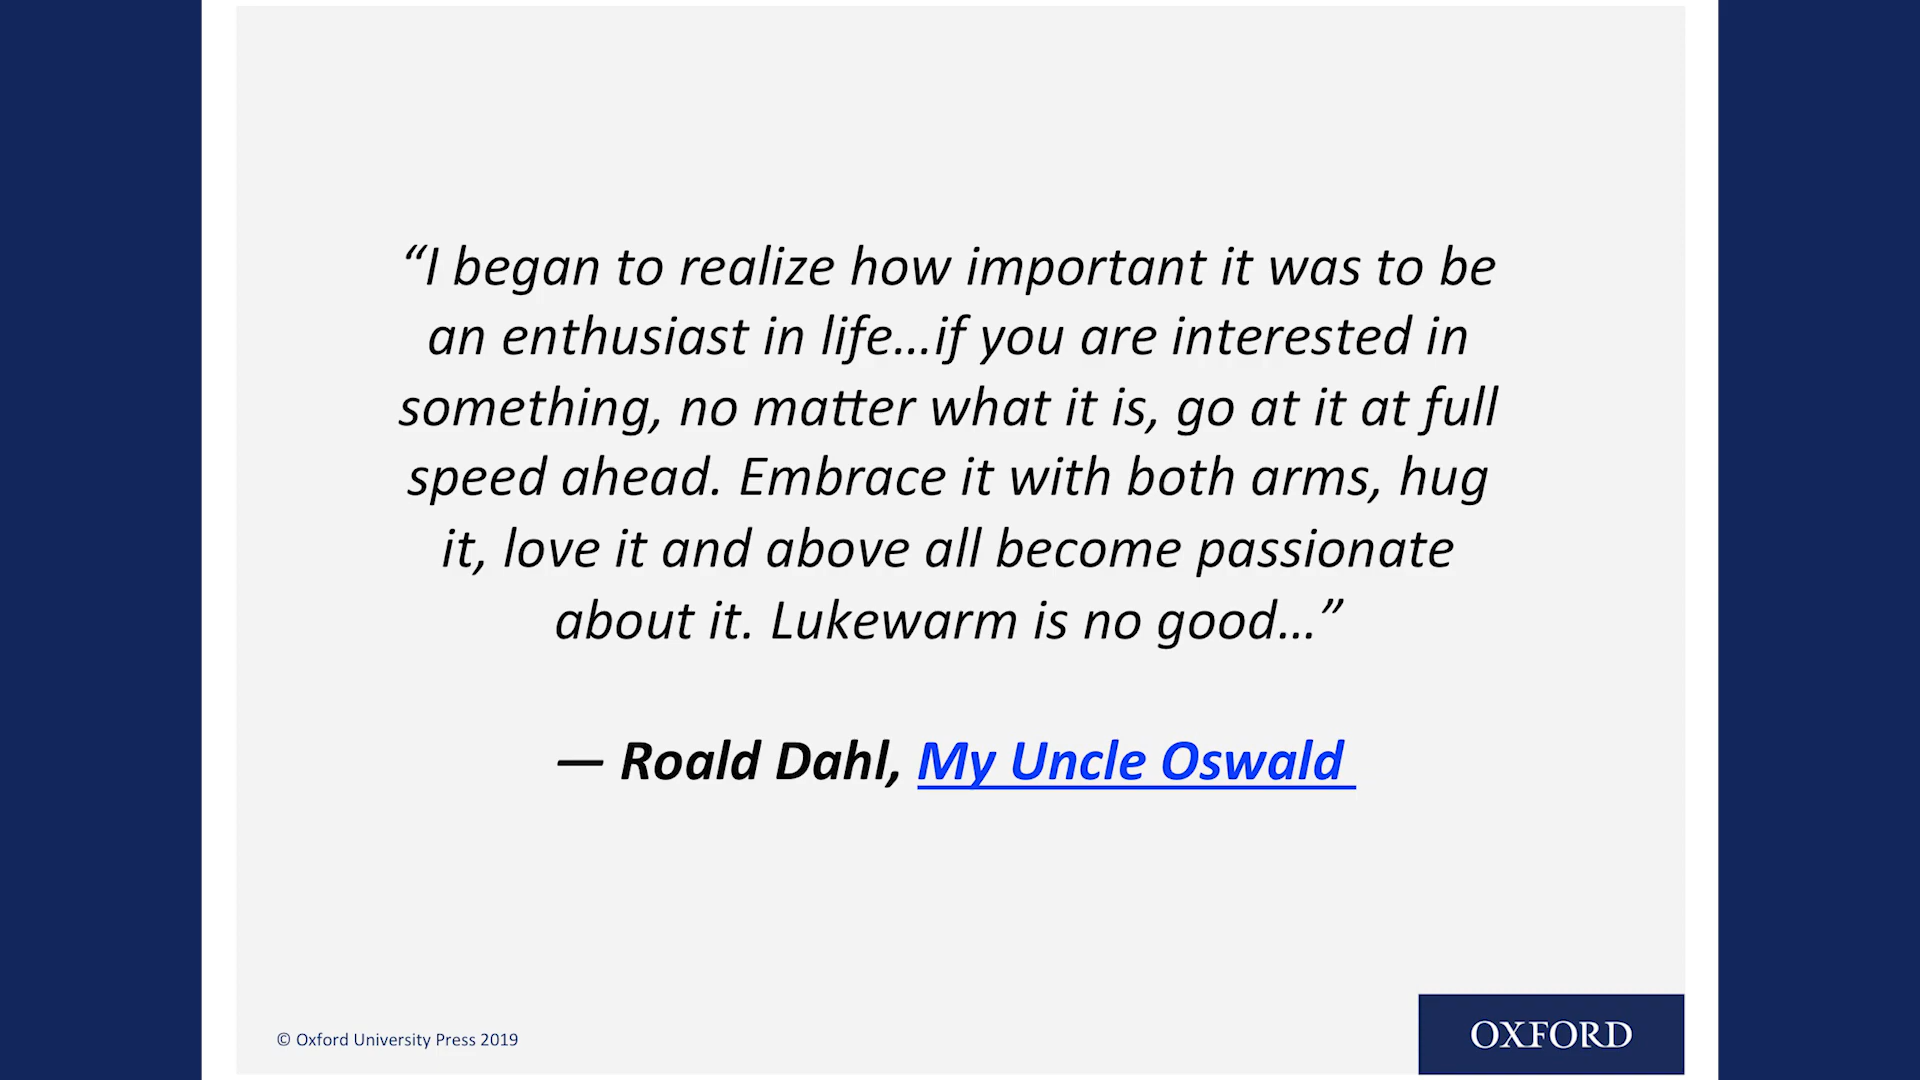 “I began to realize how important it was to be
an enthusiast in life...if you are interested in
something, no matter what it is, go at it at full
speed ahead. Embrace it with both arms, hug
it, love it and above all become passionate
about it. Lukewarm is no good...”
— Roald Dahl, My Uncle Oswald
© Oxford University Press 2019
OXFORD